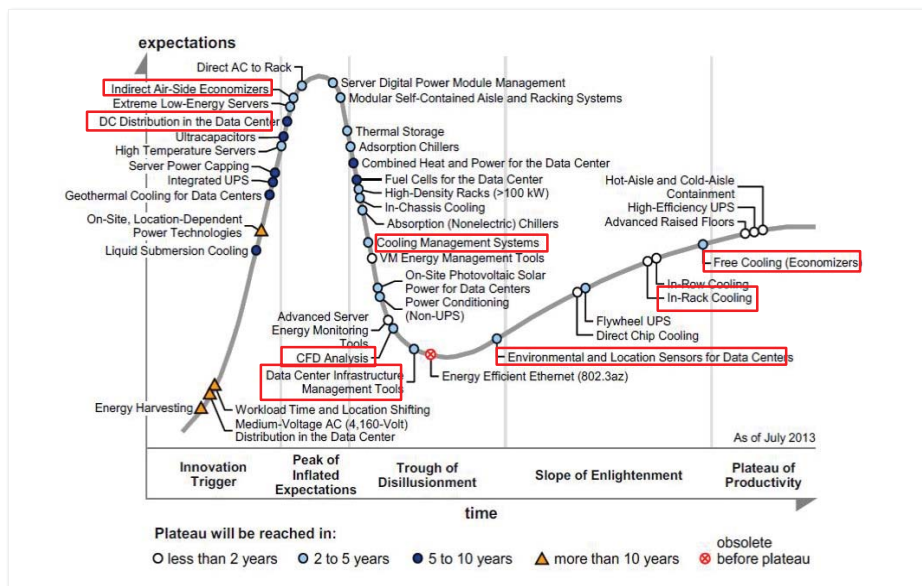 expectations
Direct AC to Rack
Indirect Air-Side Economizers
Extreme Low-Energy Servers
DC Distribution in the Data Center
Ultracapacitors
High Temperature Servers
Server Power Capping
Integrated UPS
Geothermal Cooling for Data Centers
On-Site, Location-Dependent
Power Technologies
Liquid Submersion Cooling
Energy Harvesting
Workload Time and Location Shifting
Medium-Voltage AC (4,160-Volt)
Distribution in the Data Center
Server Digital Power Module Management
Modular Self-Contained Aisle and Racking Systems
Thermal Storage
Adsorption Chillers
Combined Heat and Power for the Data Center
Fuel Cells for the Data Center
High-Density Racks (>100 kW)
In-Chassis Cooling
Absorption (Nonelectric) Chillers
Cooling Management Systems
VM Energy Management Tools
On-Site Photovoltaic Solar
Power for Data Centers
Power Conditioning
(Non-UPS)
Advanced Server
Energy Monitoring
Tools
CFD Analysis
Data Center Infrastructure
Management Tools
Energy Efficient Ethernet (802.3az)
Environmental and Location Sensors for Data Centers
Flywheel UPS
Direct Chip Cooling
In-Row Cooling
In-Rack Cooling
Free Cooling (Economizers)
Hot-Aisle and Cold-Aisle
Containment
High-Efficiency UPS
Advanced Raised Floors
As of July 2013
Innovation
Trigger
Peak of
Inflated
Expectations
Trough of
Disillusionment
Slope of Enlightenment
Plateau of
Productivity
time
Plateau will be reached in:
less than 2 years
2 to 5 years
5 to 10 years
more than 10 years
obsolete
before plateau